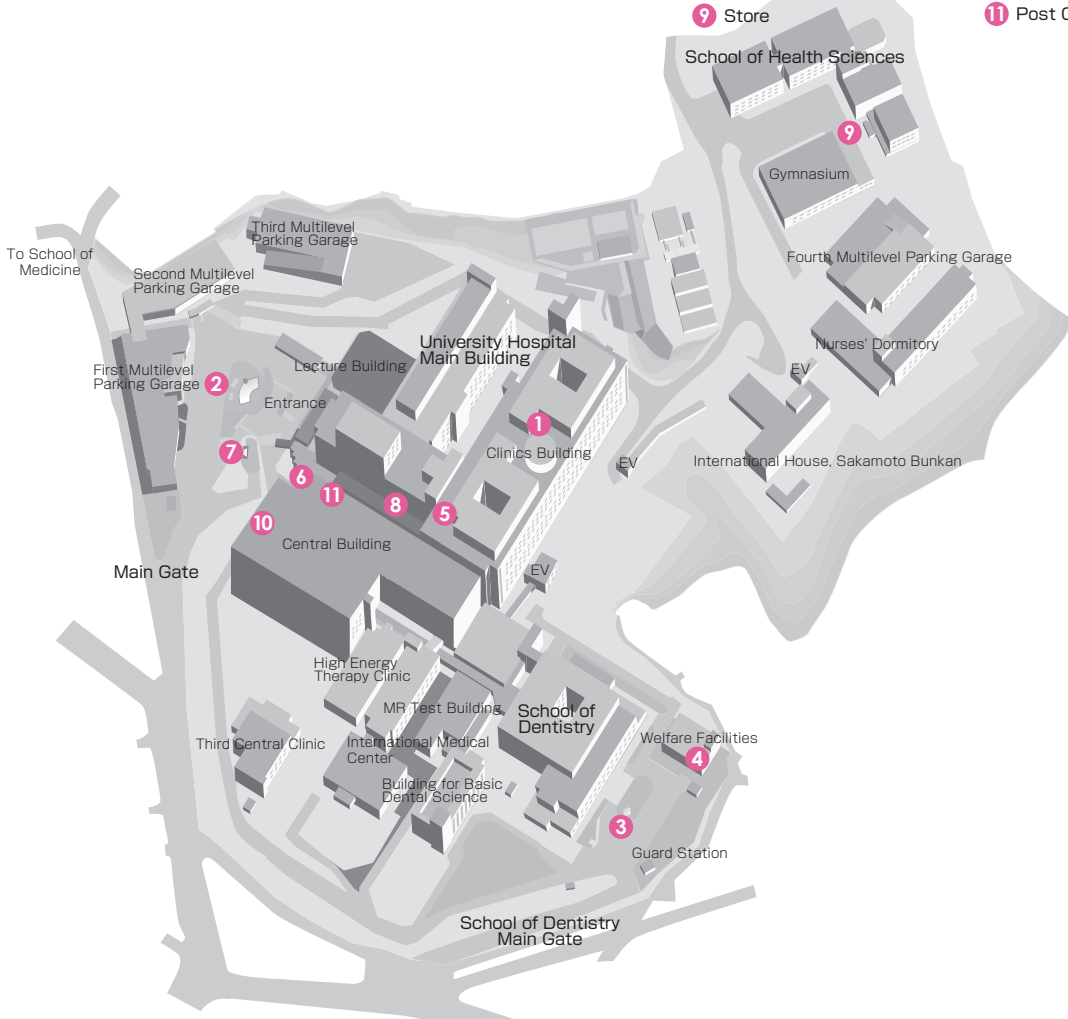 9 Store
11 Post
School of Health Sciences
9
Gymnasium
Third Multilevel
Parking Garage
To School of
Medicine
Fourth Multilevel Parking Garage
Second Multilevel
Parking Garage
University Hospital
Main Building
Nurses' Dormitory
Lecture Building
First Multilevel
Parking Garage
2
EV
Entrance
1
7
Clinics Building
EV
International House, Sakamoto Bunkan
6
11
8
5
10
Central Building
Main Gate
EV
High Energy
Therapy Clinic
MR Test Building
School of
Dentistry
Third Central Clinic
International Medical
Center
Welfare Facilities
4
Building for Basic
Dental Science
3
Guard Station
School of Dentistry
Main Gate